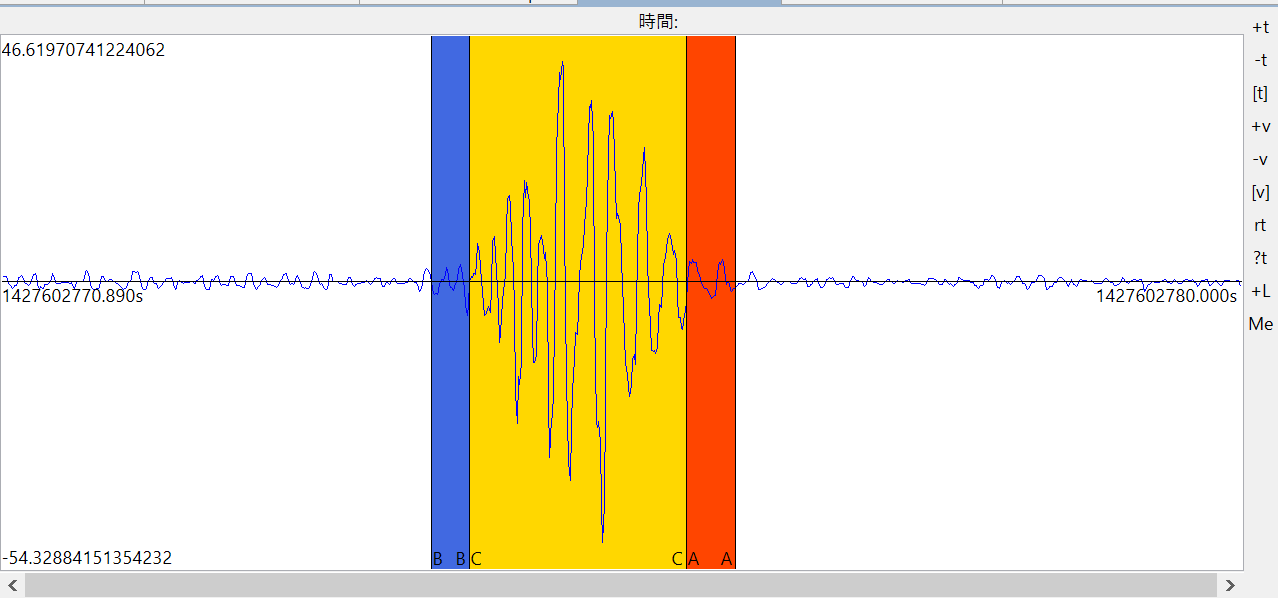 時間:
46.61970741224062
+t
-t
[t]
+v
-v
[v]
rt
?t
+L
Me
1427602770.890s
1427602780.000s
-54.32884151354232
B B C C A A